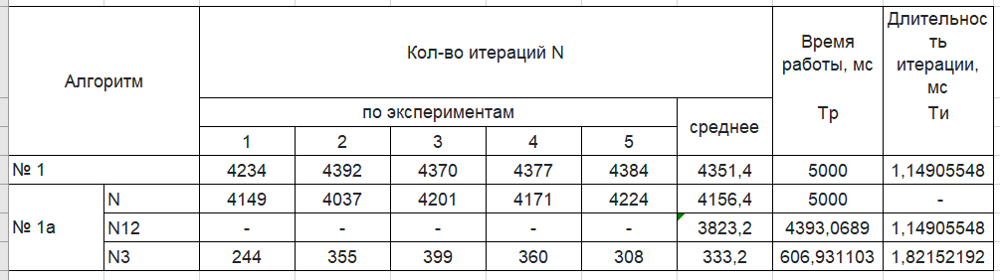 Алгоритм
Кол-во итераций N
Время
работы, мс
Tр
Длительнос
ть
итерации,
мс
Tи
по экспериментам
среднее
1 2 3 4 5
№ 1 4234 4392 4370 4377 4384 4351,4 5000 1,14905548
№ 1а
N 4149 4037 4201 4171 4224 4156,4 5000 -
N12 - - - - - 3823,2 4393,0689 1,14905548
N3 244 355 399 360 308 333,2 606,931103 1,82152192